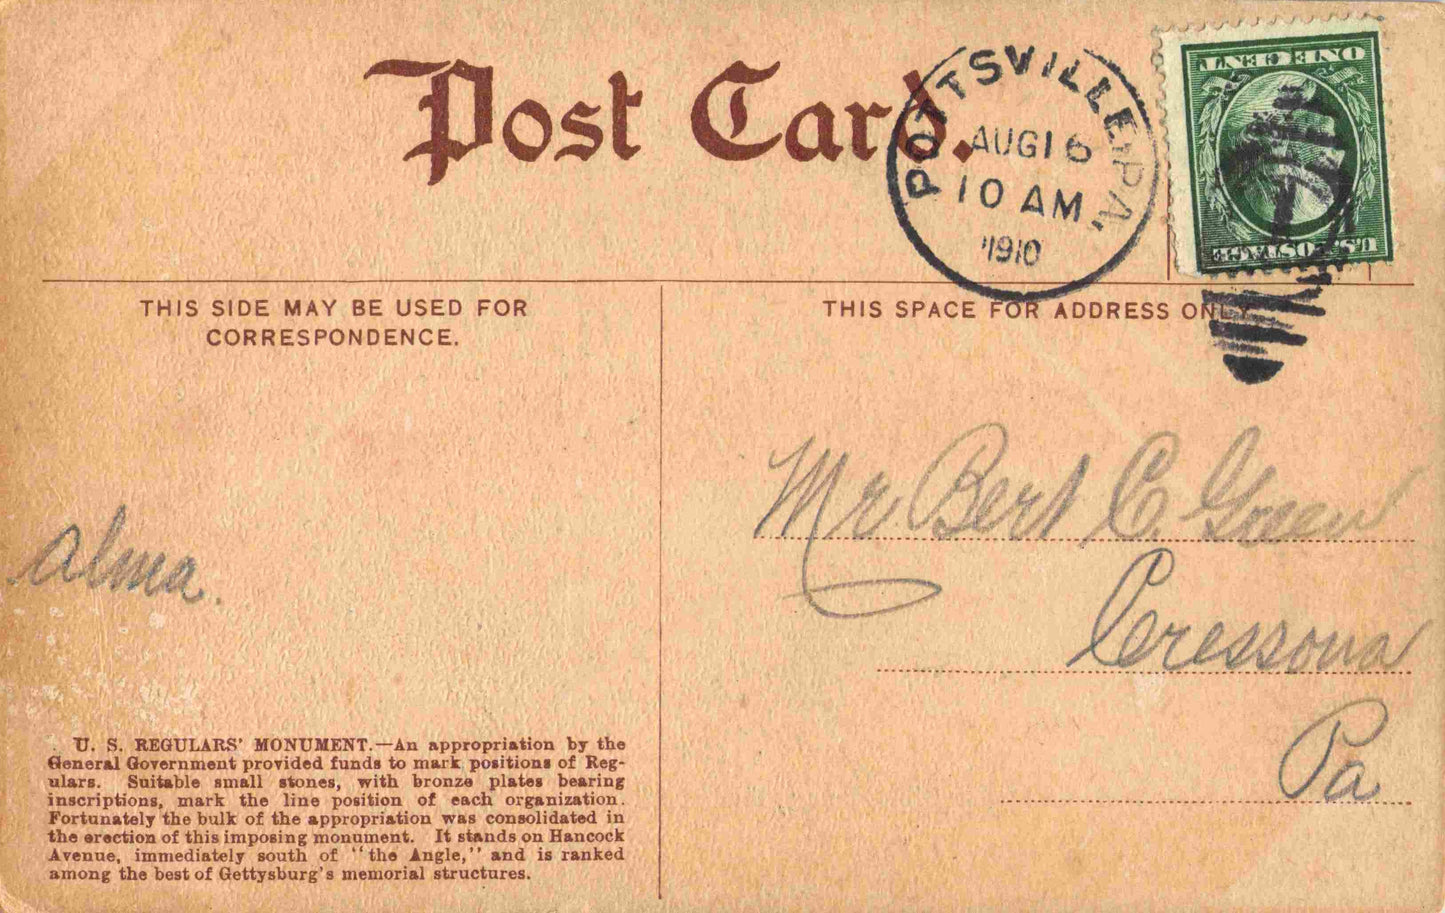 Post Card.
POTTSVILLE, PA.
AUG 16
10 AM
1910
ONE CENT
U.S. POSTAGE
THIS SIDE MAY BE USED FOR
CORRESPONDENCE.
THIS SPACE FOR ADDRESS ONLY
Mr Bert C.
Cressona
Pa
Alma.
U. S. REGULARS' MONUMENT.—An appropriation by the
General Government provided funds to mark positions of Reg-
ulars. Suitable small stones, with bronze plates bearing
inscriptions, mark the line position of each organization.
Fortunately the bulk of the appropriation was consolidated in
the erection of this imposing monument. It stands on Hancock
Avenue, immediately south of "the Angle," and is ranked
among the best of Gettysburg's memorial structures.